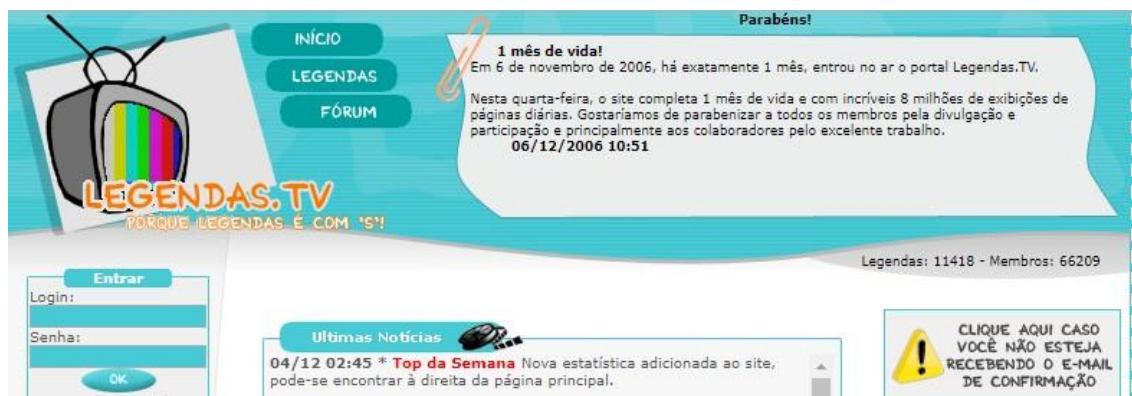 INÍCIO
LEGENDAS
FÓRUM
LEGENDAS.TV
PORQUE LEGENDAS É COM 'S'!
Parabéns!
1 mês de vida!
Em 6 de novembro de 2006, há exatamente 1 mês, entrou no ar o portal Legendas.TV.
Nesta quarta-feira, o site completa 1 mês de vida e com incríveis 8 milhões de exibições de
páginas diárias. Gostaríamos de parabenizar a todos os membros pela divulgação e
participação e principalmente aos colaboradores pelo excelente trabalho.
06/12/2006 10:51
Legendas: 11418 - Membros: 66209
Entrar
Login:
Senha:
OK
Ultimas Notícias
04/12 02:45 * Top da Semana Nova estatística adicionada ao site,
pode-se encontrar à direita da página principal.
CLIQUE AQUI CASO
VOCÊ NÃO ESTEJA
RECEBENDO O E-MAIL
DE CONFIRMAÇÃO